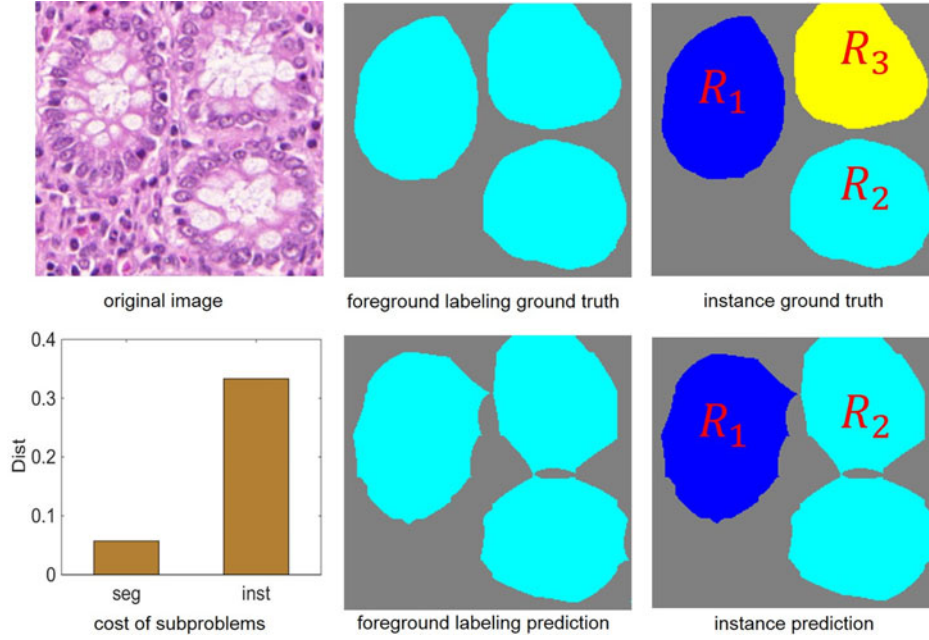 R₁
R₃
R₂
original image
foreground labeling ground truth
instance ground truth
0.4
0.3
0.2
0.1
0
Dist
seg
inst
cost of subproblems
foreground labeling prediction
R₁
R₂
instance prediction